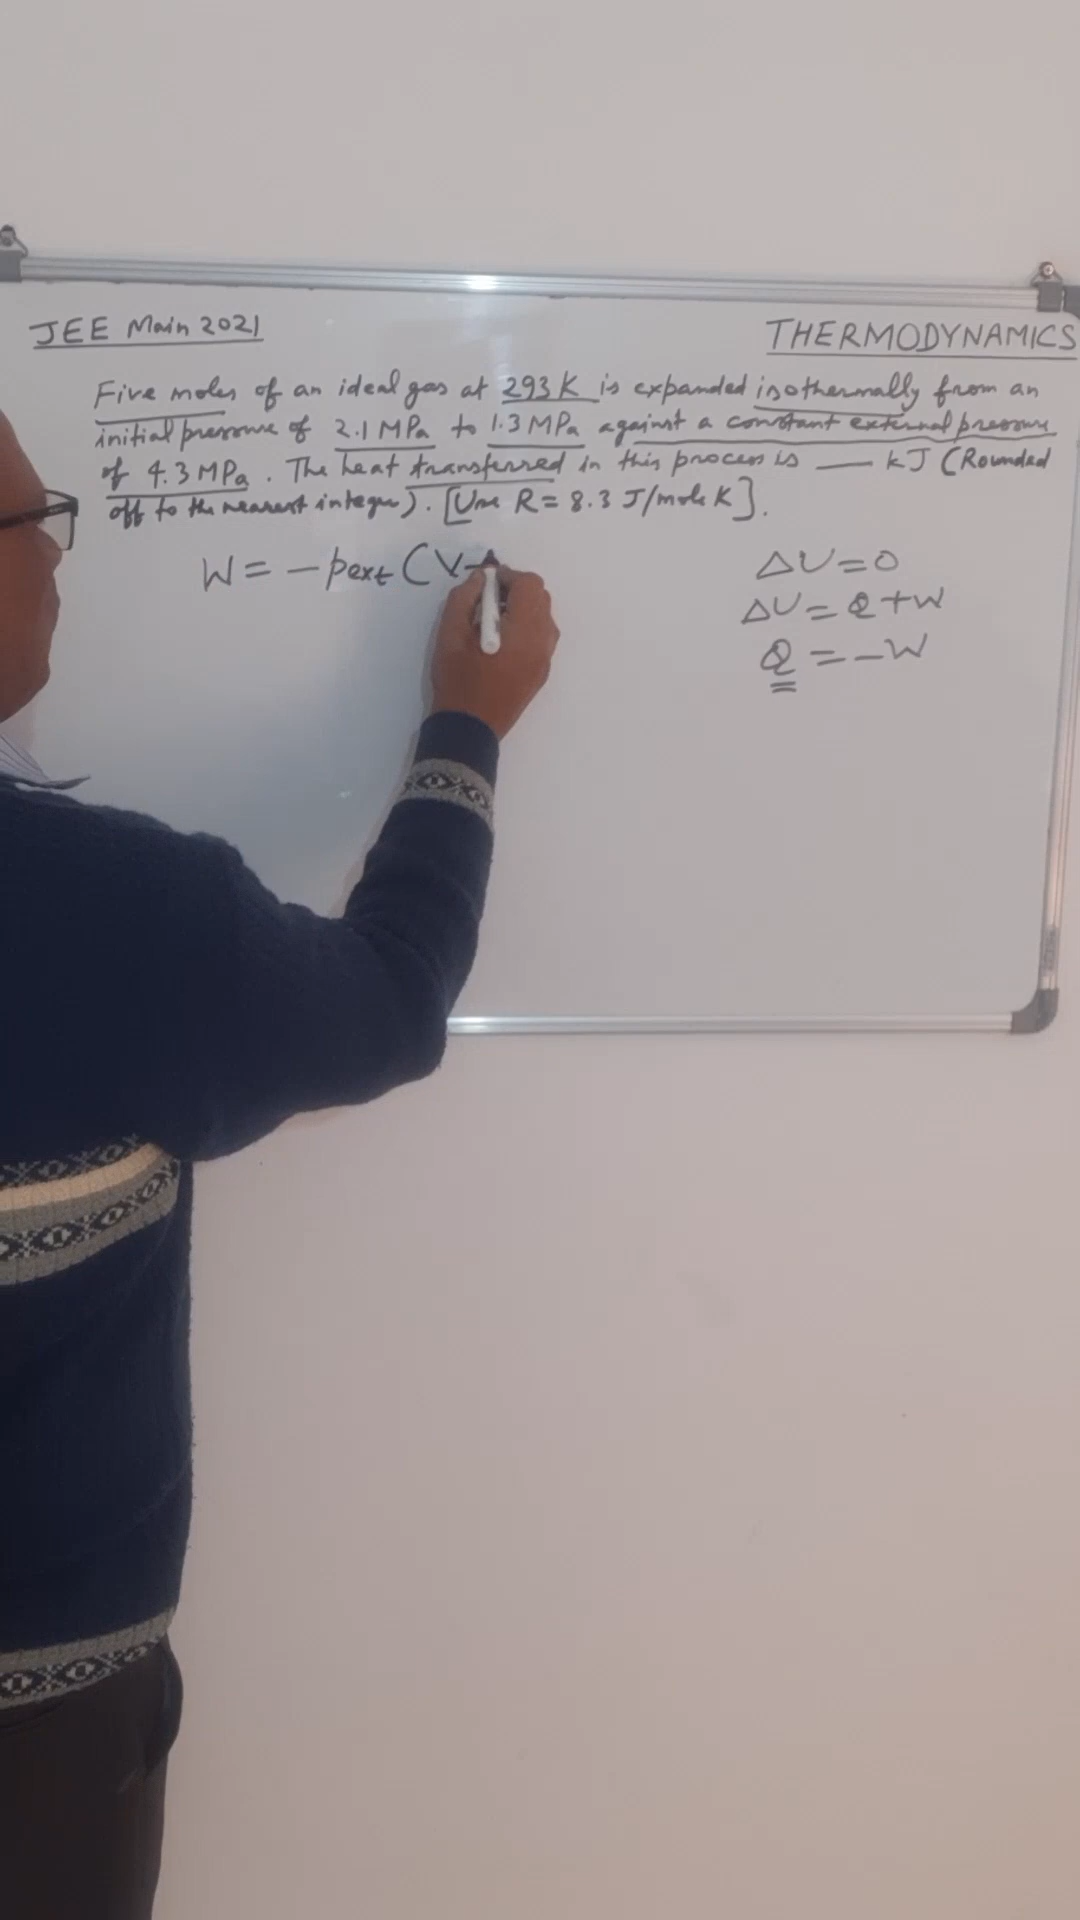 JEE Main 2021
THERMODYNAMICS
Five moles of an ideal gas at 293 K is expanded isothermally from an
initial pressure of 2.1 MPa to 1.3 MPa against a constant external pressure
of 4.3 MPa. The heat transferred in this process is ___ kJ (Rounded
off to the nearest integer). [Use R = 8.3 J/mole K].
W = - pext (V
ΔU = 0
ΔU = Q + W
Q = - W